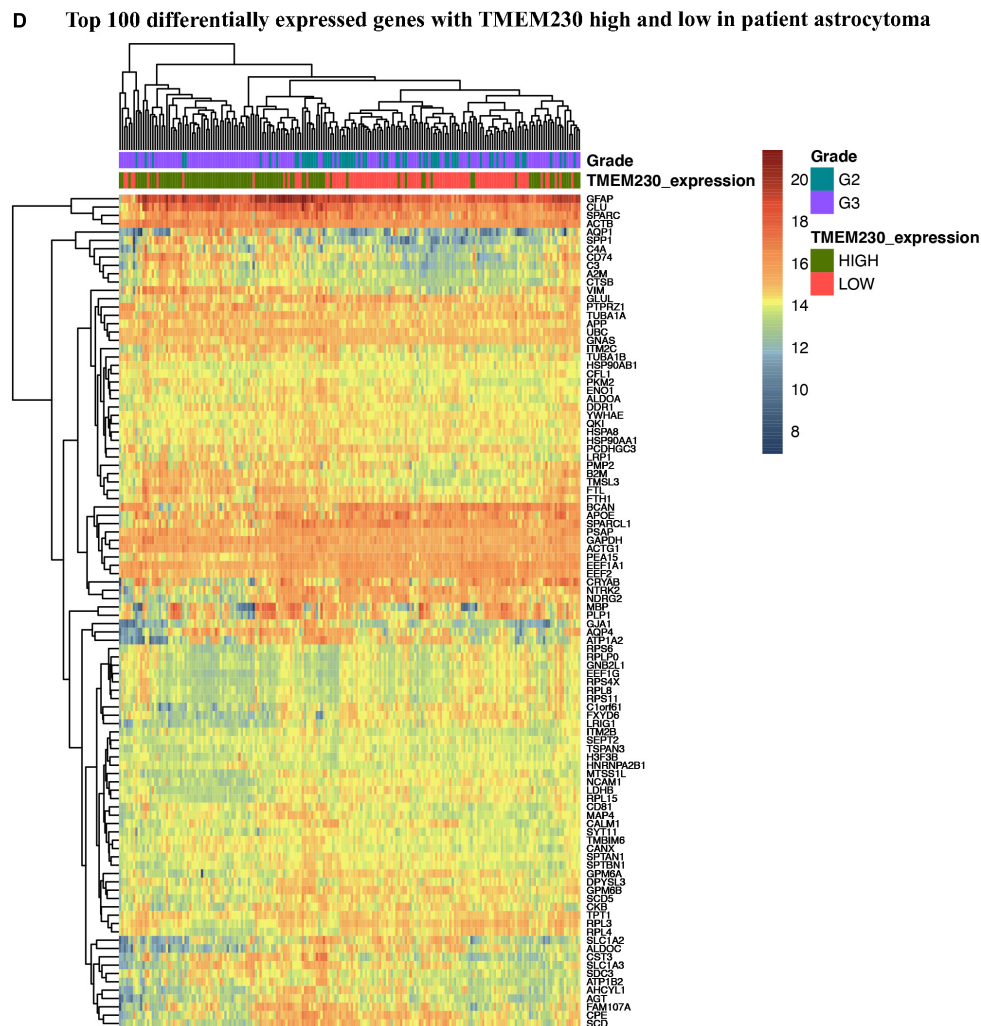 D Top 100 differentially expressed genes with TMEM230 high and low in patient astrocytoma
Grade
TMEM230_expression
GFAP
CLU
SPARC
ACTB
AQP1
SPP1
C4A
CD74
C3
A2M
CTSB
VIM
GLUL
PTPRZ1
TUBA1A
APP
UBC
GNAS
ITM2C
TUBA1B
HSP90AB1
CFL1
PKM2
ENO1
ALDOA
DDR1
YWHAE
QKI
HSPA8
HSP90AA1
PCDHGC3
LRP1
PMP2
B2M
TMSL3
FTL
FTH1
BCAN
APOE
SPARCL1
PSAP
GAPDH
ACTG1
PEA15
EEF1A1
EEF2
CRYAB
NTRK2
NDRG2
MBP
PLP1
GJA1
AQP4
ATP1A2
RPS6
RPLP0
GNB2L1
EEF1G
RPS4X
RPL8
RPS11
C1orf61
FXYD6
LRIG1
ITM2B
SEPT2
TSPAN3
H3F3B
HNRNPA2B1
MTSS1L
NCAM1
LDHB
RPL15
CD81
MAP4
CALM1
SYT11
TMBIM6
CANX
SPTAN1
SPTBN1
GPM6A
DPYSL3
GPM6B
SCD5
CKB
TPT1
RPL3
RPL4
SLC1A2
ALDOC
CST3
SLC1A3
SDC3
ATP1B2
AHCYL1
AGT
FAM107A
CPE
SCD
20
18
16
14
12
10
8
Grade
G2
G3
TMEM230_expression
HIGH
LOW